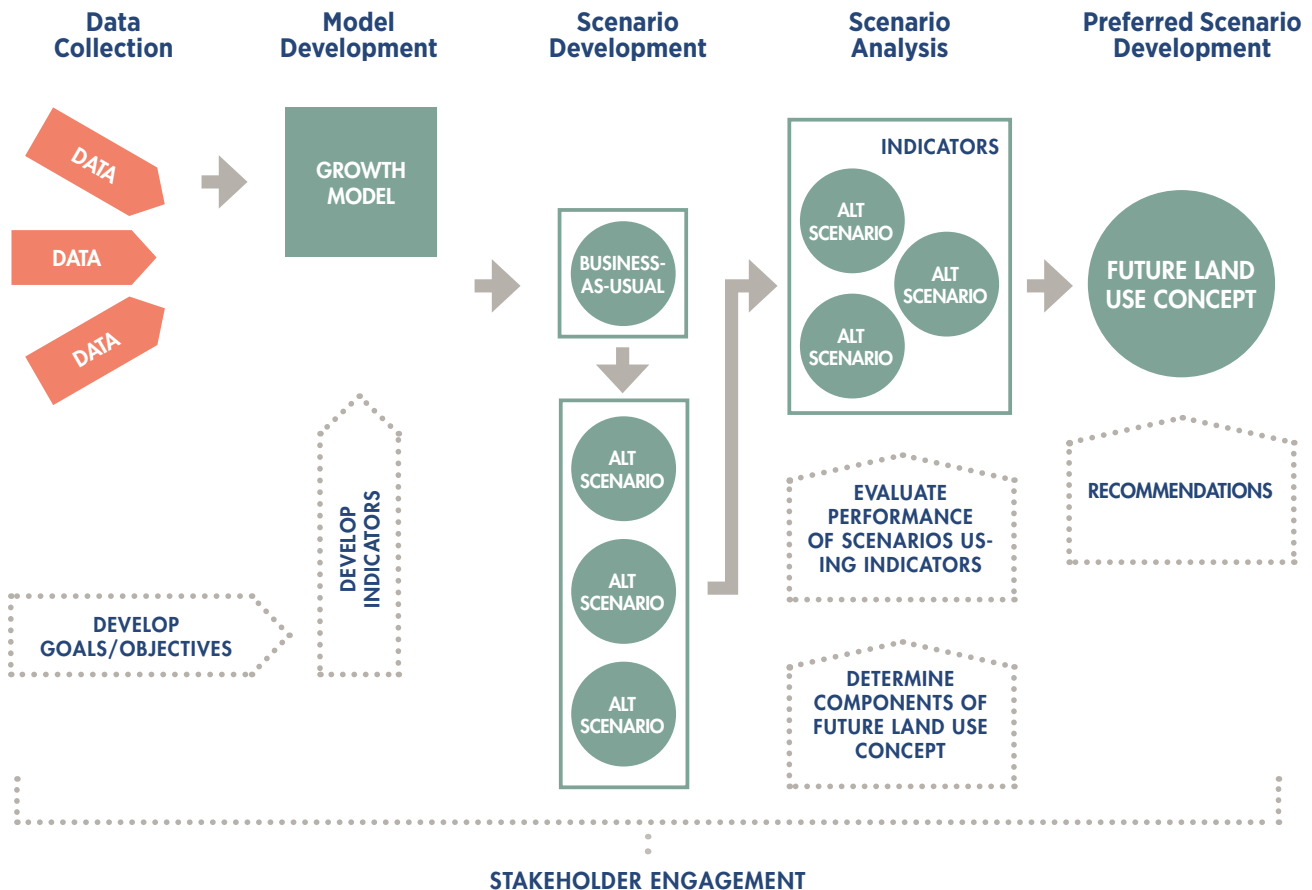 Data
Collection
Model
Development
Scenario
Development
Scenario
Analysis
Preferred Scenario
Development
DATA
DATA
DATA
GROWTH
MODEL
BUSINESS-
AS-USUAL
ALT
SCENARIO
ALT
SCENARIO
ALT
SCENARIO
INDICATORS
ALT
SCENARIO
ALT
SCENARIO
ALT
SCENARIO
FUTURE LAND
USE CONCEPT
DEVELOP
GOALS/OBJECTIVES
DEVELOP
INDICATORS
EVALUATE
PERFORMANCE
OF SCENARIOS US-
ING INDICATORS
DETERMINE
COMPONENTS OF
FUTURE LAND USE
CONCEPT
RECOMMENDATIONS
STAKEHOLDER ENGAGEMENT